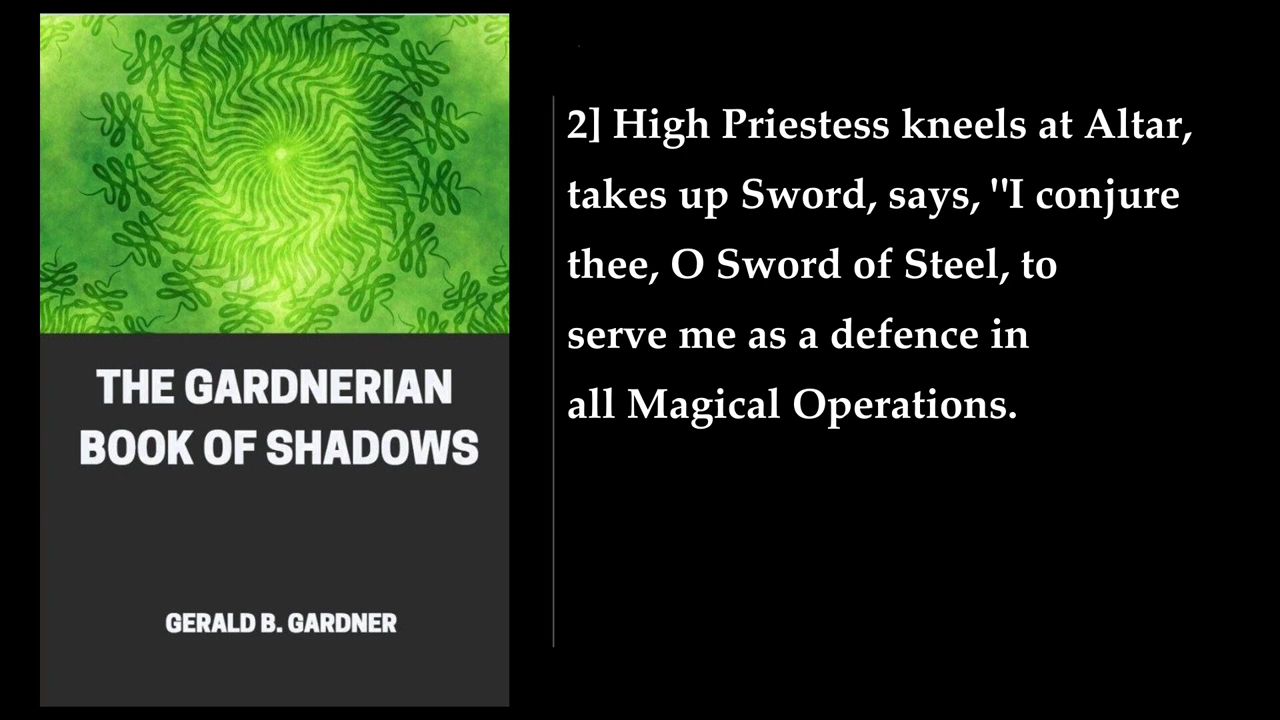 THE GARDNERIAN
BOOK OF SHADOWS
GERALD B. GARDNER
2] High Priestess kneels at Altar,
takes up Sword, says, "I conjure
thee, O Sword of Steel, to
serve me as a defence in
all Magical Operations.